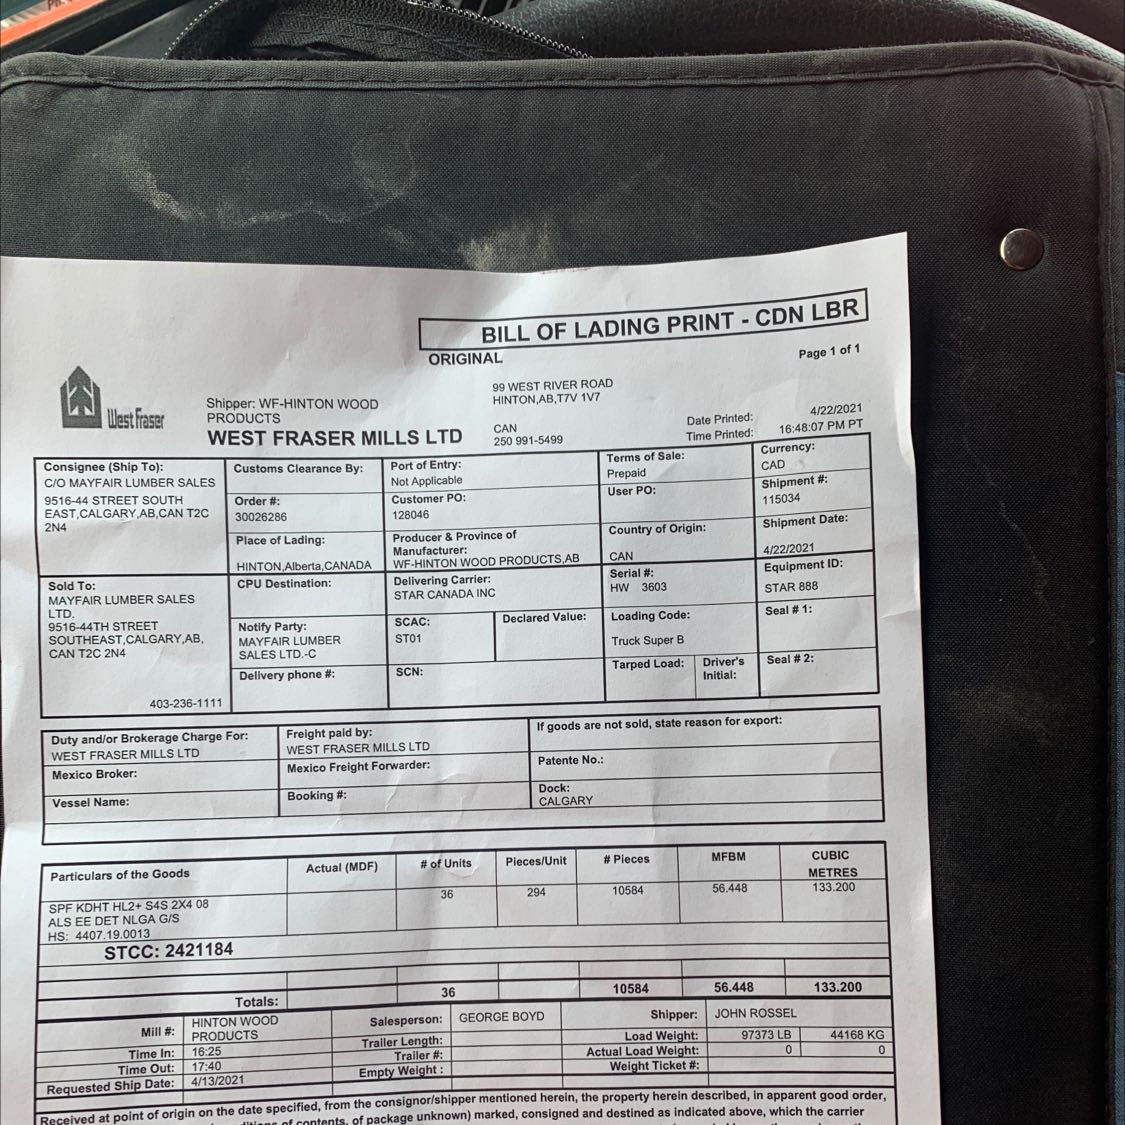 BILL OF LADING PRINT - CDN LBR
ORIGINAL
Page 1 of 1
West Fraser
Shipper: WF-HINTON WOOD
PRODUCTS
WEST FRASER MILLS LTD
99 WEST RIVER ROAD
HINTON,AB,T7V 1V7
CAN
250 991-5499
Date Printed: 4/22/2021
Time Printed: 16:48:07 PM PT
Consignee (Ship To):
C/O MAYFAIR LUMBER SALES
9516-44 STREET SOUTH
EAST,CALGARY,AB,CAN T2C
2N4
Customs Clearance By:
Port of Entry:
Not Applicable
Terms of Sale:
Prepaid
Currency:
CAD
Order #:
30026286
Customer PO:
128046
User PO:
Shipment #:
115034
Place of Lading:
HINTON,Alberta,CANADA
Producer & Province of
Manufacturer:
WF-HINTON WOOD PRODUCTS,AB
Country of Origin:
CAN
Shipment Date:
4/22/2021
Sold To:
MAYFAIR LUMBER SALES
LTD.
9516-44TH STREET
SOUTHEAST,CALGARY,AB,
CAN T2C 2N4
403-236-1111
CPU Destination:
Delivering Carrier:
STAR CANADA INC
Serial #:
HW 3603
Equipment ID:
STAR 888
Notify Party:
MAYFAIR LUMBER
SALES LTD.-C
SCAC:
ST01
Declared Value:
Loading Code:
Truck Super B
Seal # 1:
Delivery phone #:
SCN:
Tarped Load:
Driver's
Initial:
Seal # 2:
Duty and/or Brokerage Charge For:
WEST FRASER MILLS LTD
Freight paid by:
WEST FRASER MILLS LTD
If goods are not sold, state reason for export:
Mexico Broker:
Mexico Freight Forwarder:
Patente No.:
Vessel Name:
Booking #:
Dock:
CALGARY
Particulars of the Goods
Actual (MDF)
# of Units
Pieces/Unit
# Pieces
MFBM
CUBIC
METRES
SPF KDHT HL2+ S4S 2X4 08
ALS EE DET NLGA G/S
HS: 4407.19.0013
36 294 10584 56.448 133.200
STCC: 2421184
Totals: 36 10584 56.448 133.200
Mill #: HINTON WOOD
PRODUCTS
Salesperson: GEORGE BOYD
Shipper: JOHN ROSSEL
Time In: 16:25
Trailer Length:
Load Weight: 97373 LB 44168 KG
Time Out: 17:40
Trailer #:
Actual Load Weight: 0 0
Requested Ship Date: 4/13/2021
Empty Weight :
Weight Ticket #:
Received at point of origin on the date specified, from the consignor/shipper mentioned herein, the property herein described, in apparent good order,
of contents, of package unknown) marked, consigned and destined as indicated above, which the carrier